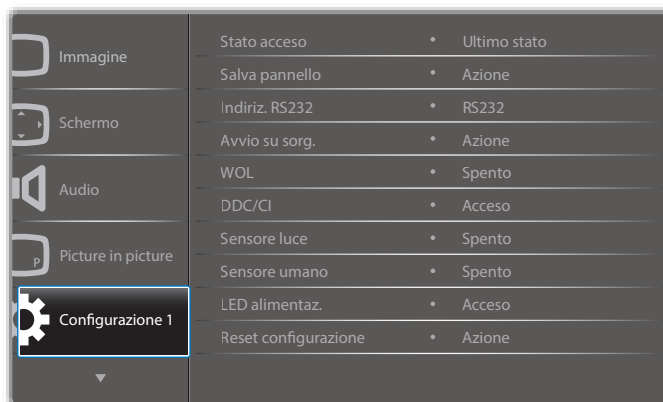 Immagine
Schermo
Audio
P
Picture in picture
Configurazione 1
Stato acceso • Ultimo stato
Salva pannello • Azione
Indiriz. RS232 • RS232
Avvio su sorg. • Azione
WOL • Spento
DDC/CI • Acceso
Sensore luce • Spento
Sensore umano • Spento
LED alimentaz. • Acceso
Reset configurazione • Azione